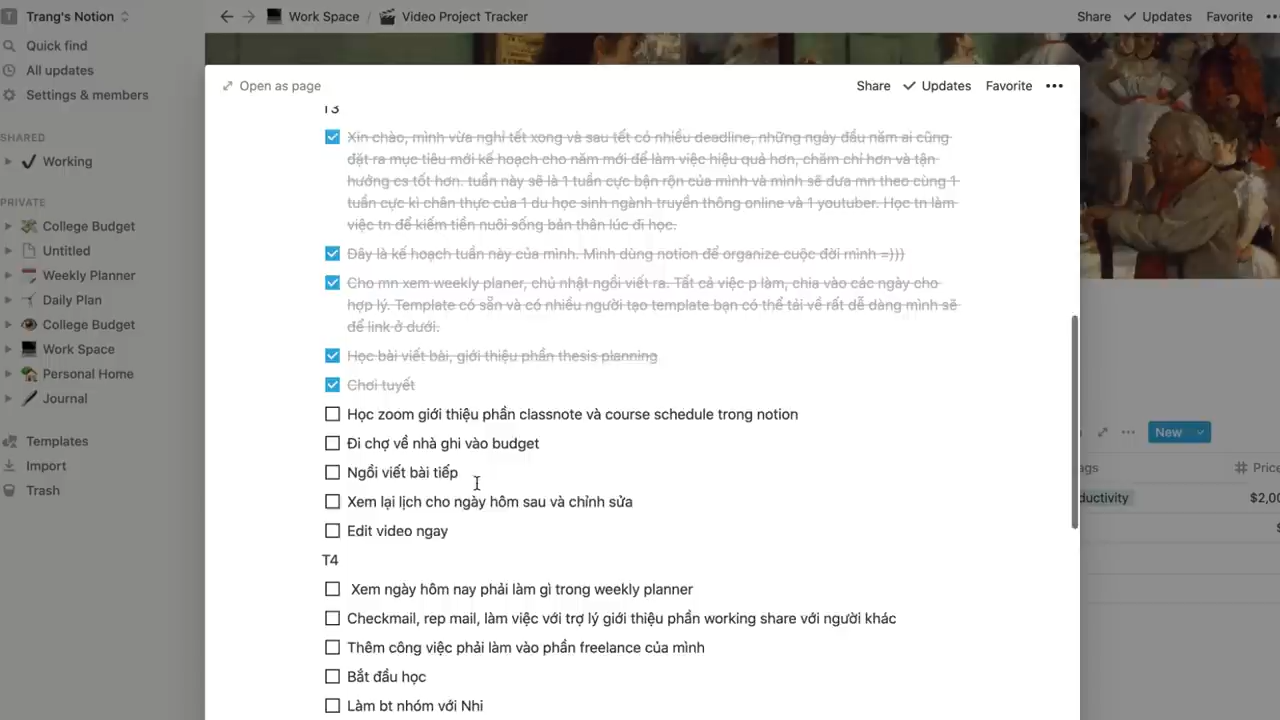 T Trang's Notion
Work Space / Video Project Tracker
Share Updates Favorite
Quick find
All updates
Settings & members
SHARED
Working
PRIVATE
College Budget
Untitled
Weekly Planner
Daily Plan
College Budget
Work Space
Personal Home
Journal
Templates
Import
Trash
Open as page
Share Updates Favorite
T3
Xin chào, mình vừa nghỉ tết xong và sau tết có nhiều deadline, những ngày đầu năm ai cũng
đặt ra mục tiêu mới kế hoạch cho năm mới để làm việc hiệu quả hơn, chăm chỉ hơn và tận
hưởng cs tốt hơn. tuần này sẽ là 1 tuần cực bận rộn của mình và mình sẽ đưa mn theo cùng 1
tuần cực kì chân thực của 1 du học sinh ngành truyền thông online và 1 youtuber. Học tn làm
việc tn để kiếm tiền nuôi sống bản thân lúc đi học.
Đây là kế hoạch tuần này của mình. Mình dùng notion để organize cuộc đời mình =)))
Cho mn xem weekly planer, chủ nhật ngồi viết ra. Tất cả việc p làm, chia vào các ngày cho
hợp lý. Template có sẵn và có nhiều người tạo template bạn có thể tải về rất dễ dàng mình sẽ
để link ở dưới.
Học bài viết bài, giới thiệu phần thesis planning
Chơi tuyết
Học zoom giới thiệu phần classnote và course schedule trong notion
Đi chợ về nhà ghi vào budget
Ngồi viết bài tiếp
Xem lại lịch cho ngày hôm sau và chỉnh sửa
Edit video ngay
T4
Xem ngày hôm nay phải làm gì trong weekly planner
Checkmail, rep mail, làm việc với trợ lý giới thiệu phần working share với người khác
Thêm công việc phải làm vào phần freelance của mình
Bắt đầu học
Làm bt nhóm với Nhi
New
ags # Price
ductivity $2,00